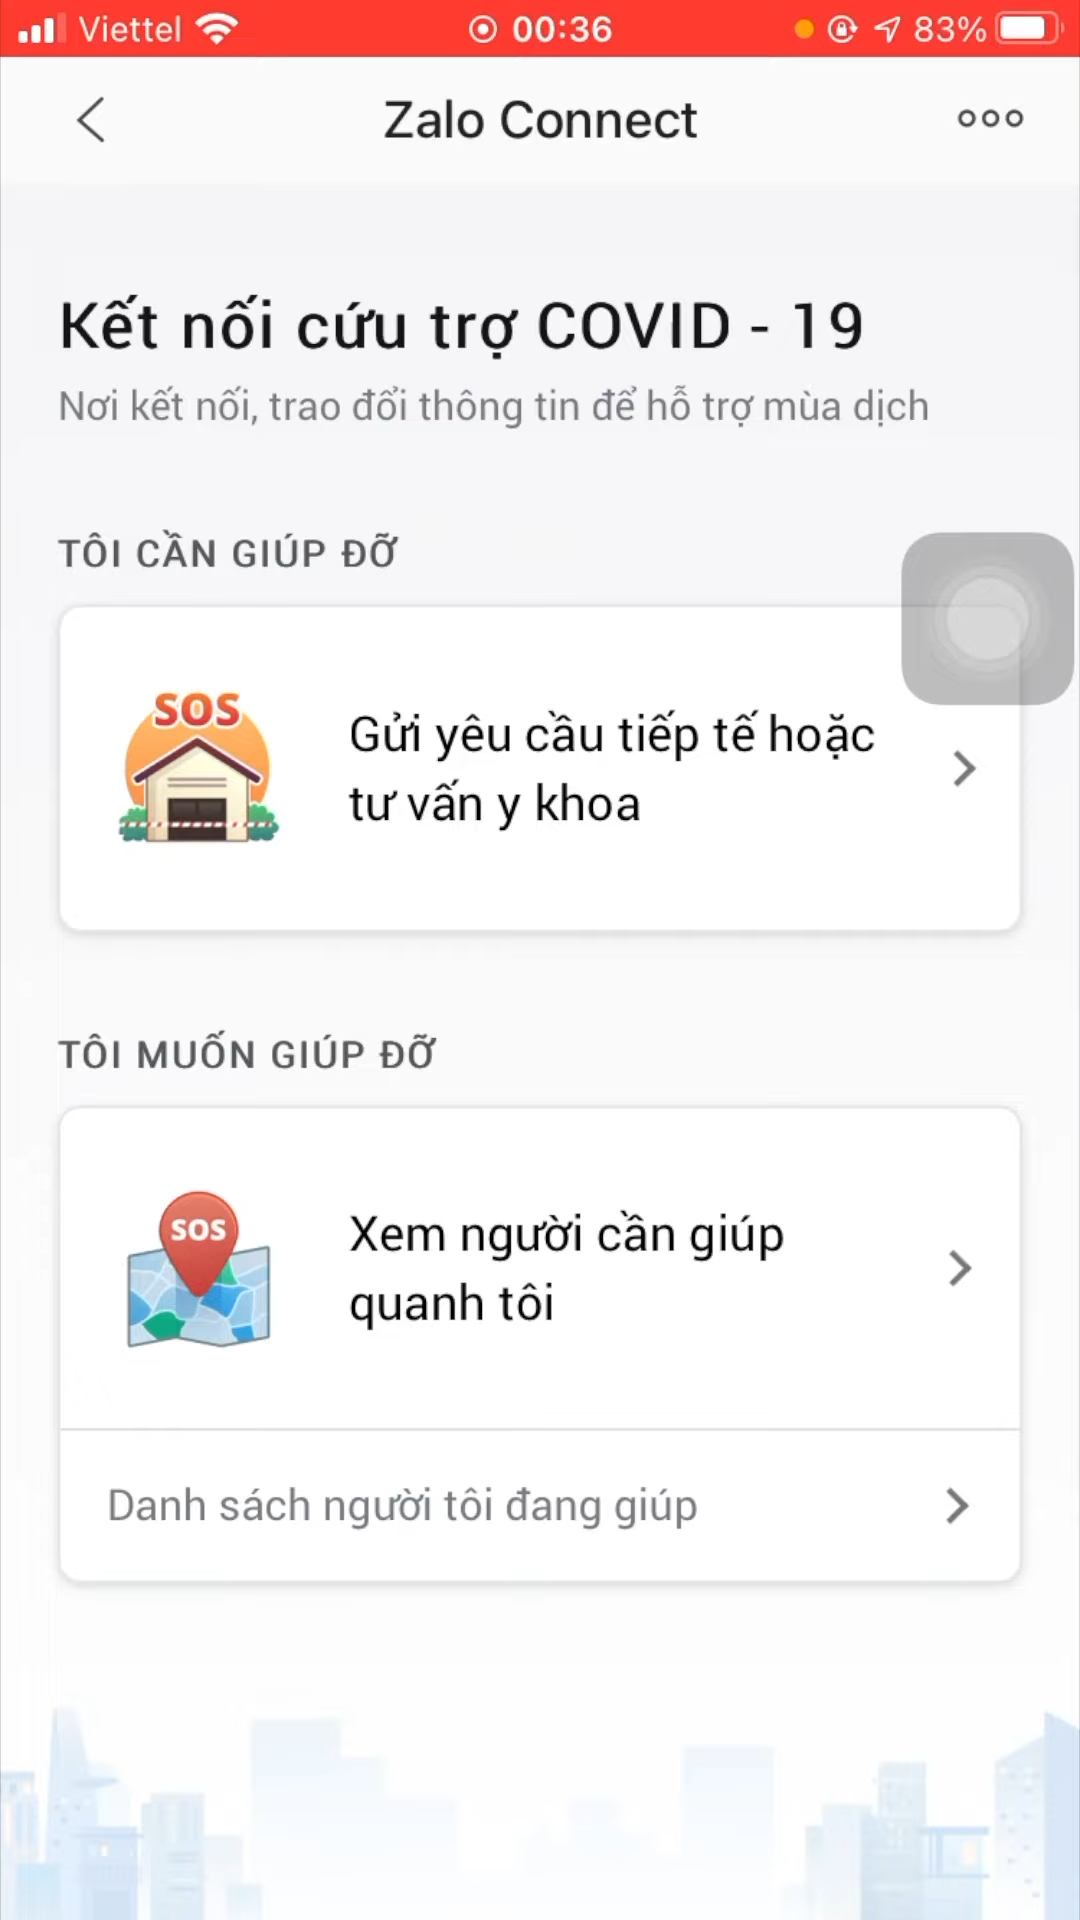 Viettel 00:36 83%
Zalo Connect
Kết nối cứu trợ COVID - 19
Nơi kết nối, trao đổi thông tin để hỗ trợ mùa dịch
TÔI CẦN GIÚP ĐỠ
SOS
Gửi yêu cầu tiếp tế hoặc
tư vấn y khoa
TÔI MUỐN GIÚP ĐỠ
SOS
Xem người cần giúp
quanh tôi
Danh sách người tôi đang giúp